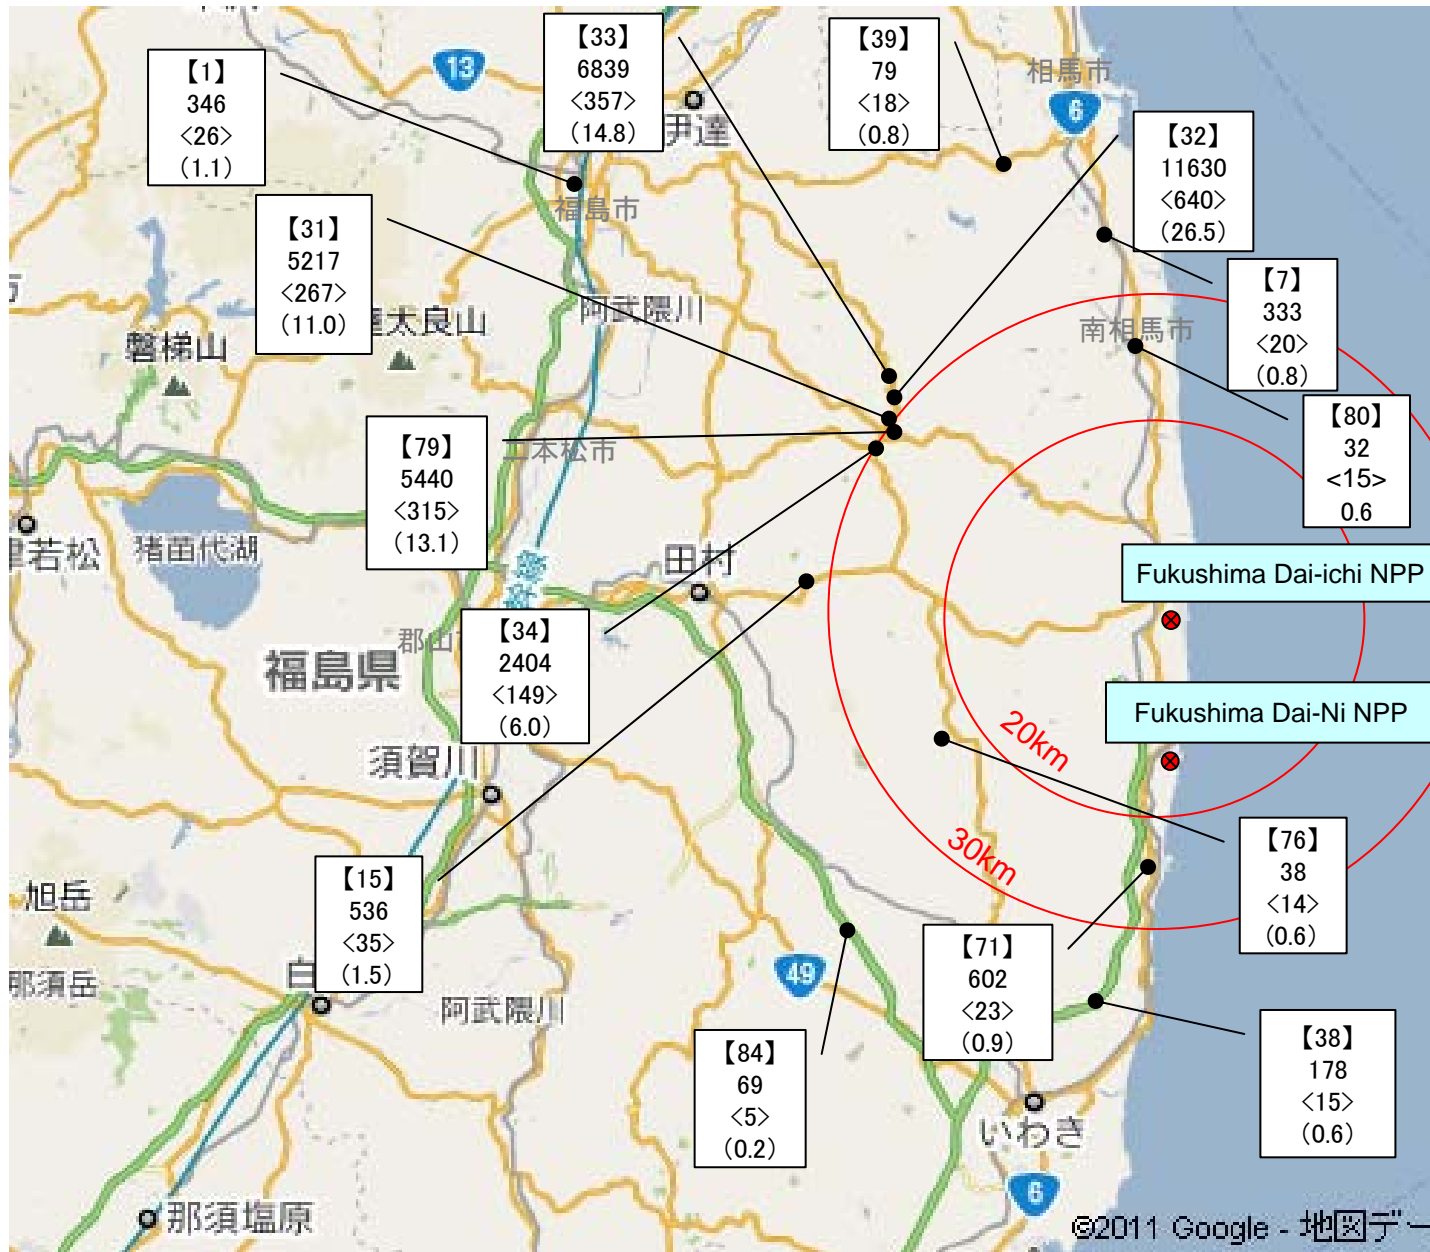 【1】
346
<26>
(1.1)
13
【33】
6839
<357>
(14.8)
伊達
【39】
79
<18>
(0.8)
相馬市
6
【32】
11630
<640>
(26.5)
福島市
【31】
5217
<267>
(11.0)
阿武隈川
太良山
磐梯山
【7】
333
<20>
(0.8)
南相馬市
【80】
32
<15>
0.6
【79】
5440
<315>
(13.1)
二本松市
猪苗代湖
津若松
田村
Fukushima Dai-ichi NPP
【34】
2404
<149>
(6.0)
郡山
福島県
Fukushima Dai-Ni NPP
20km
須賀川
30km
【76】
38
<14>
(0.6)
【15】
536
<35>
(1.5)
旭岳
那須岳
白
阿武隈川
49
【71】
602
<23>
(0.9)
【84】
69
<5>
(0.2)
【38】
178
<15>
(0.6)
いわき
6
那須塩原
©2011 Google - 地図デー